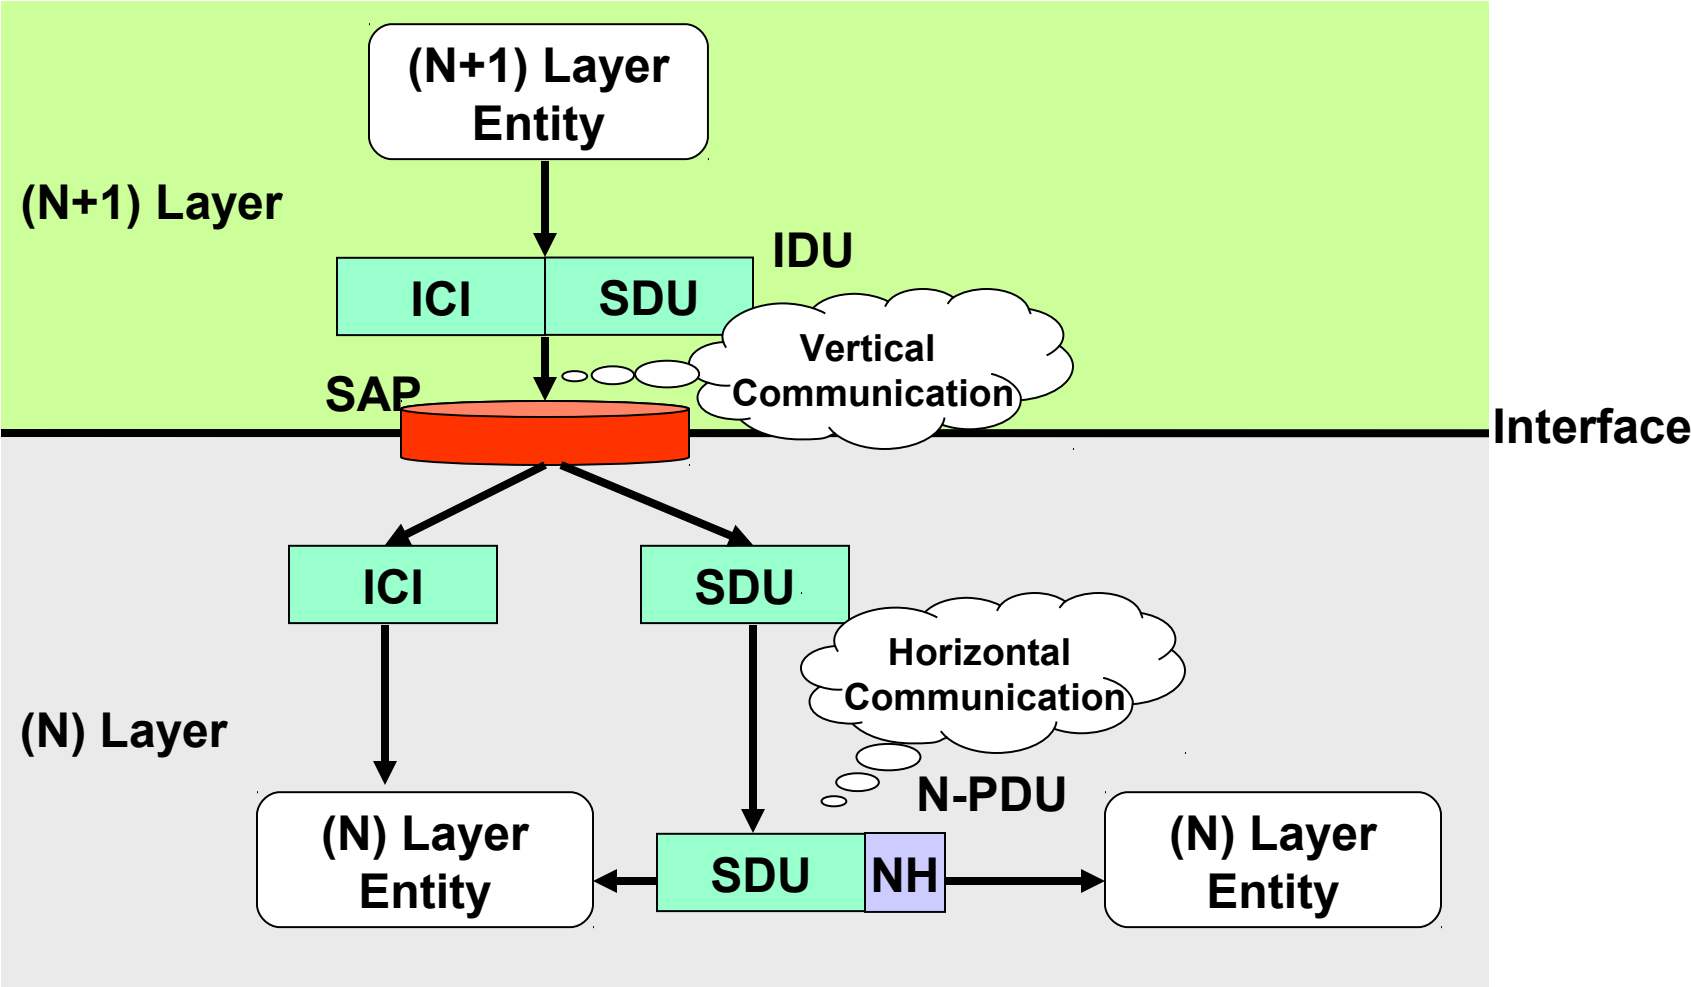 (N+1) Layer
Entity
(N+1) Layer
IDU
ICI
SDU
Vertical
Communication
SAP
Interface
ICI
SDU
Horizontal
Communication
(N) Layer
N-PDU
(N) Layer
Entity
SDU
NH
(N) Layer
Entity